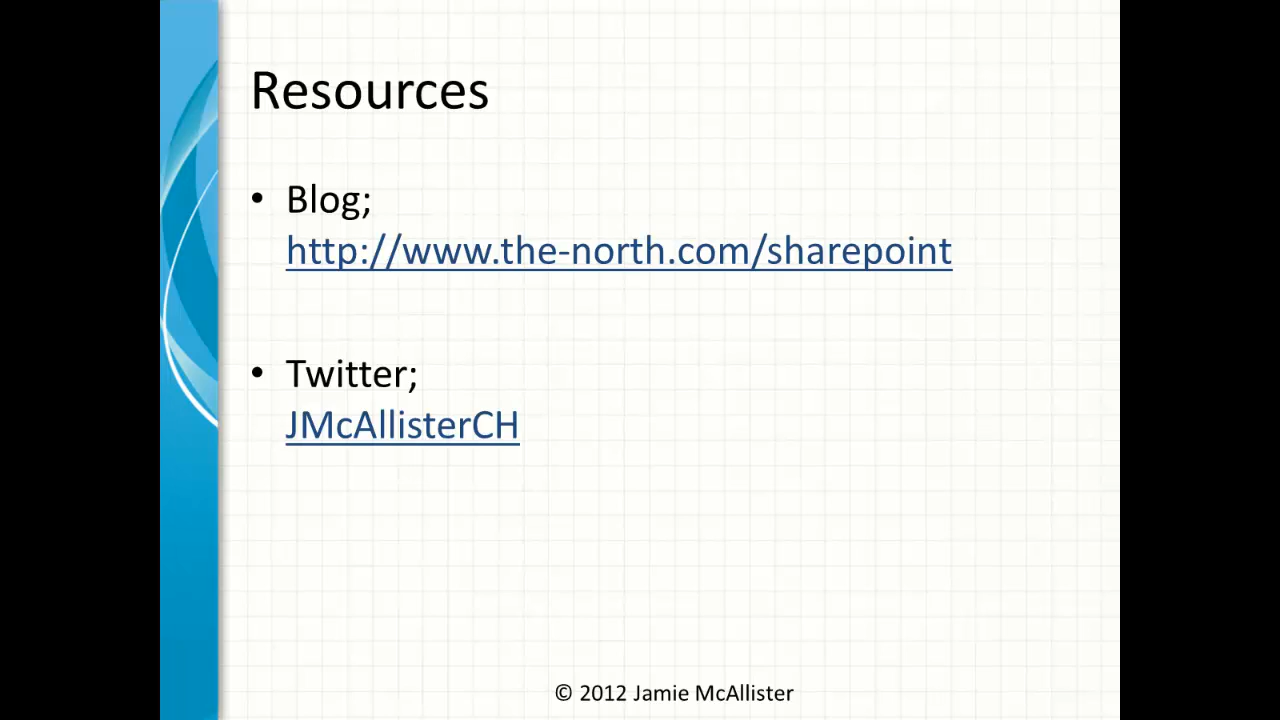 Resources
• Blog;
http://www.the-north.com/sharepoint
• Twitter;
JMcAllisterCH
© 2012 Jamie McAllister